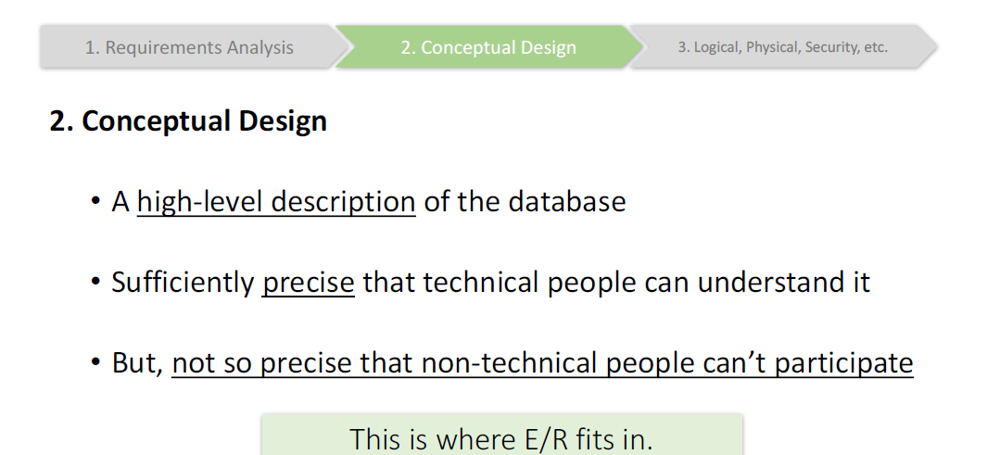 1. Requirements Analysis
2. Conceptual Design
3. Logical, Physical, Security, etc.
2. Conceptual Design
• A high-level description of the database
• Sufficiently precise that technical people can understand it
• But, not so precise that non-technical people can’t participate
This is where E/R fits in.